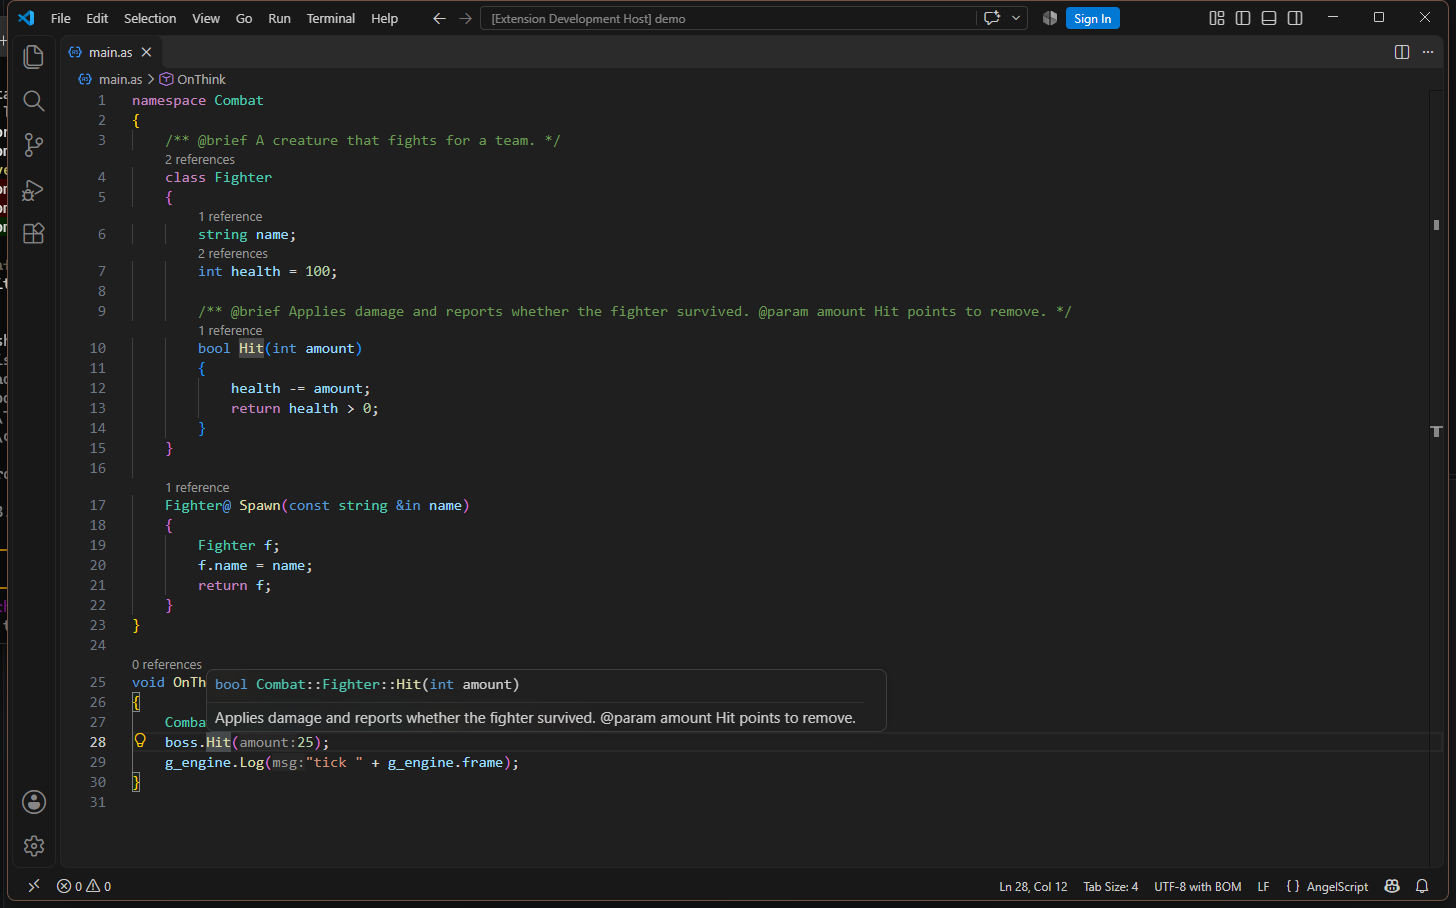 File Edit Selection View Go Run Terminal Help [Extension Development Host] demo Sign In
main.as
main.as > OnThink
1 namespace Combat
2 {
3 /** @brief A creature that fights for a team. */
2 references
4 class Fighter
5 {
1 reference
6 string name;
2 references
7 int health = 100;
8
9 /** @brief Applies damage and reports whether the fighter survived. @param amount Hit points to remove. */
1 reference
10 bool Hit(int amount)
11 {
12 health -= amount;
13 return health > 0;
14 }
15 }
16
1 reference
17 Fighter@ Spawn(const string &in name)
18 {
19 Fighter f;
20 f.name = name;
21 return f;
22 }
23 }
24
0 references
25 void OnTh
bool Combat::Fighter::Hit(int amount)
26 {
Applies damage and reports whether the fighter survived. @param amount Hit points to remove.
27 Comba
28 boss.Hit(amount:25);
29 g_engine.Log(msg:"tick " + g_engine.frame);
30 }
31
0 0 Ln 28, Col 12 Tab Size: 4 UTF-8 with BOM LF { } AngelScript